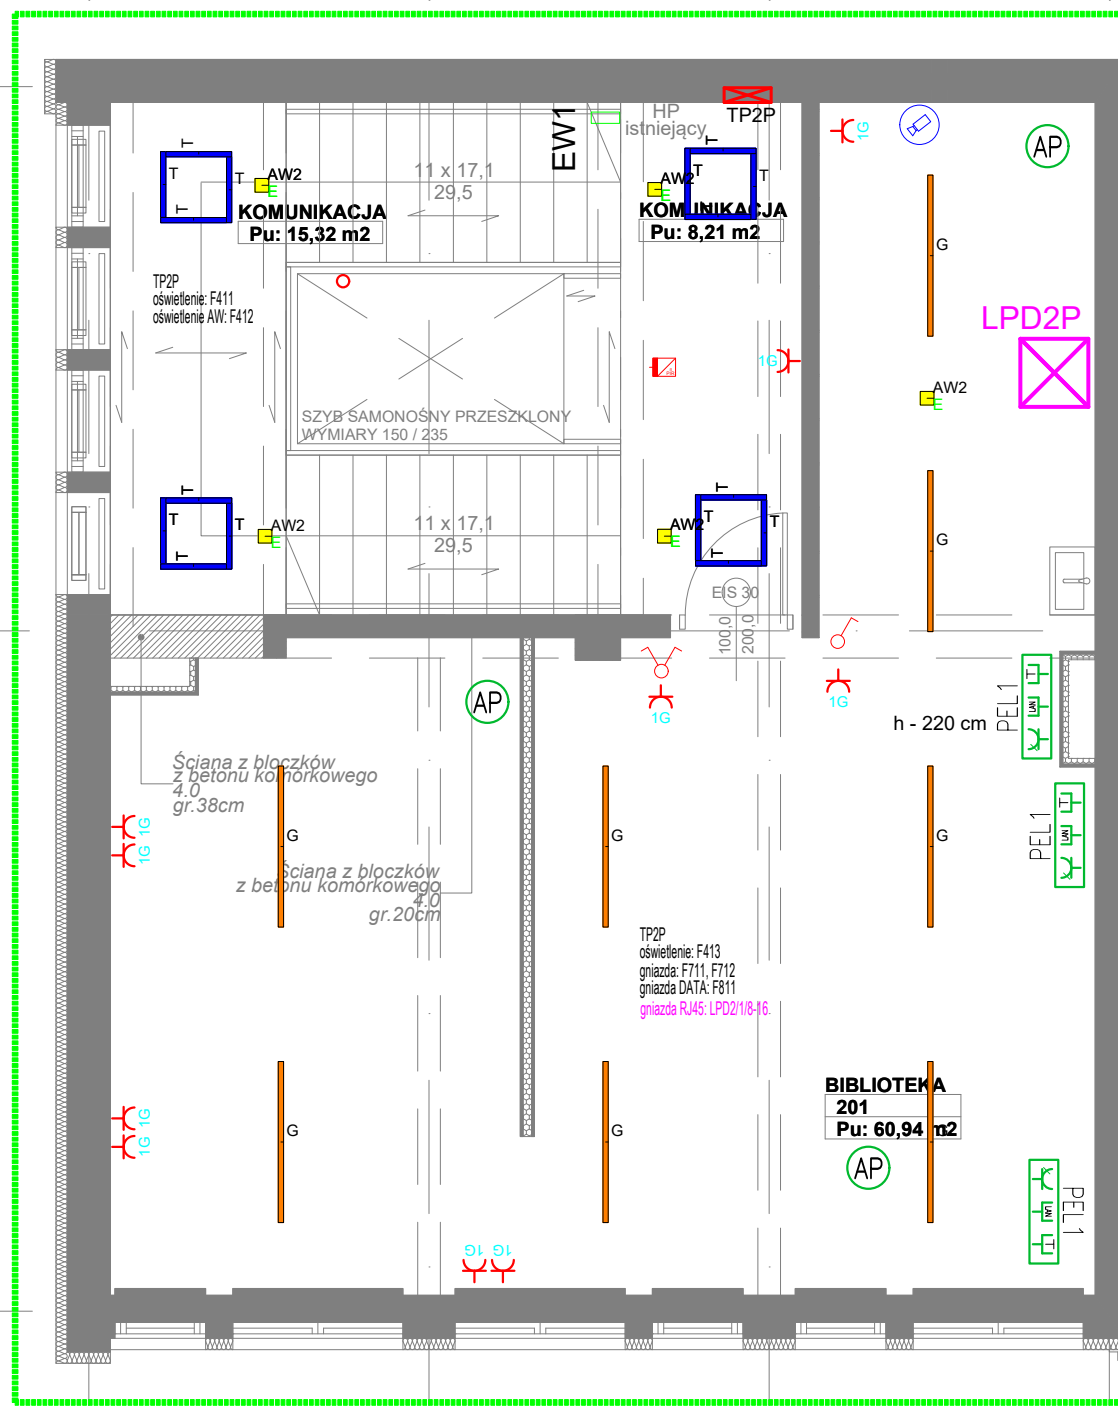 TP2P
HP
istniejący
EW1
1G
AP
T
T
T
T
AW2
E
KOMUNIKACJA
Pu: 15,32 m2
11 x 17,1
29,5
T
T
T
AW2
E
KOMUNIKACJA
Pu: 8,21 m2
G
TP2P
oświetlenie: F411
oświetlenie AW: F412
LPD2P
1G
AW2
E
SZYB SAMONOŚNY PRZESZKLONY
WYMIARY 150 / 235
T
T
T
T
AW2
E
11 x 17,1
29,5
T
T
T
T
AW2
E
G
EIS 30
100,0
200,0
AP
1G
1G
h - 220 cm
PEL 1
T
LAN
Ściana z bloczków
z betonu komórkowego
4.0
gr.38cm
1G
1G
G
G
G
PEL 1
T
LAN
Ściana z bloczków
z betonu komórkowego
4.0
gr.20cm
TP2P
oświetlenie: F413
gniazda: F711, F712
gniazda DATA: F811
gniazda RJ45: LPD2/1/8-16
BIBLIOTEKA
201
Pu: 60,94 m2
1G
1G
G
G
G
AP
PEL 1
LAN
T
1G
1G